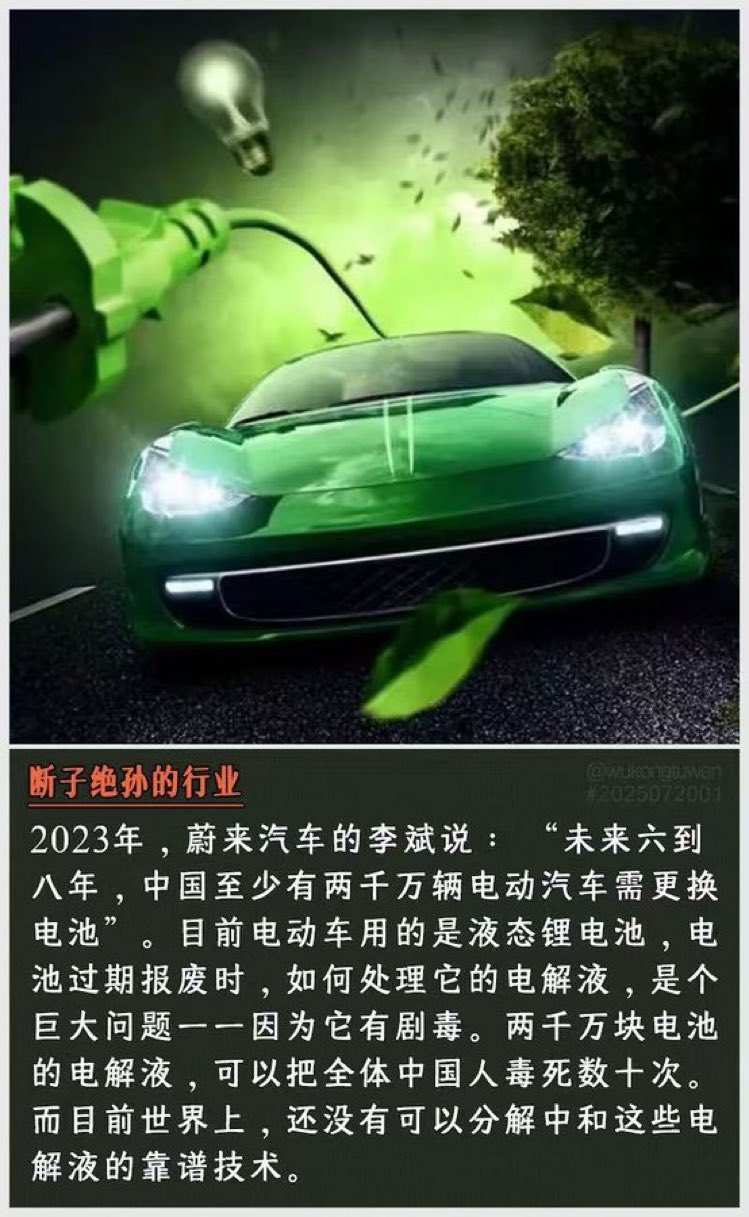 断子绝孙的行业
@wukongtuwen
#2025072001
2023年，蔚来汽车的李斌说：“未来六到
八年，中国至少有两千万辆电动汽车需更换
电池”。目前电动车用的是液态锂电池，电
池过期报废时，如何处理它的电解液，是个
巨大问题一一因为它有剧毒。两千万块电池
的电解液，可以把全体中国人毒死数十次。
而目前世界上，还没有可以分解中和这些电
解液的靠谱技术。